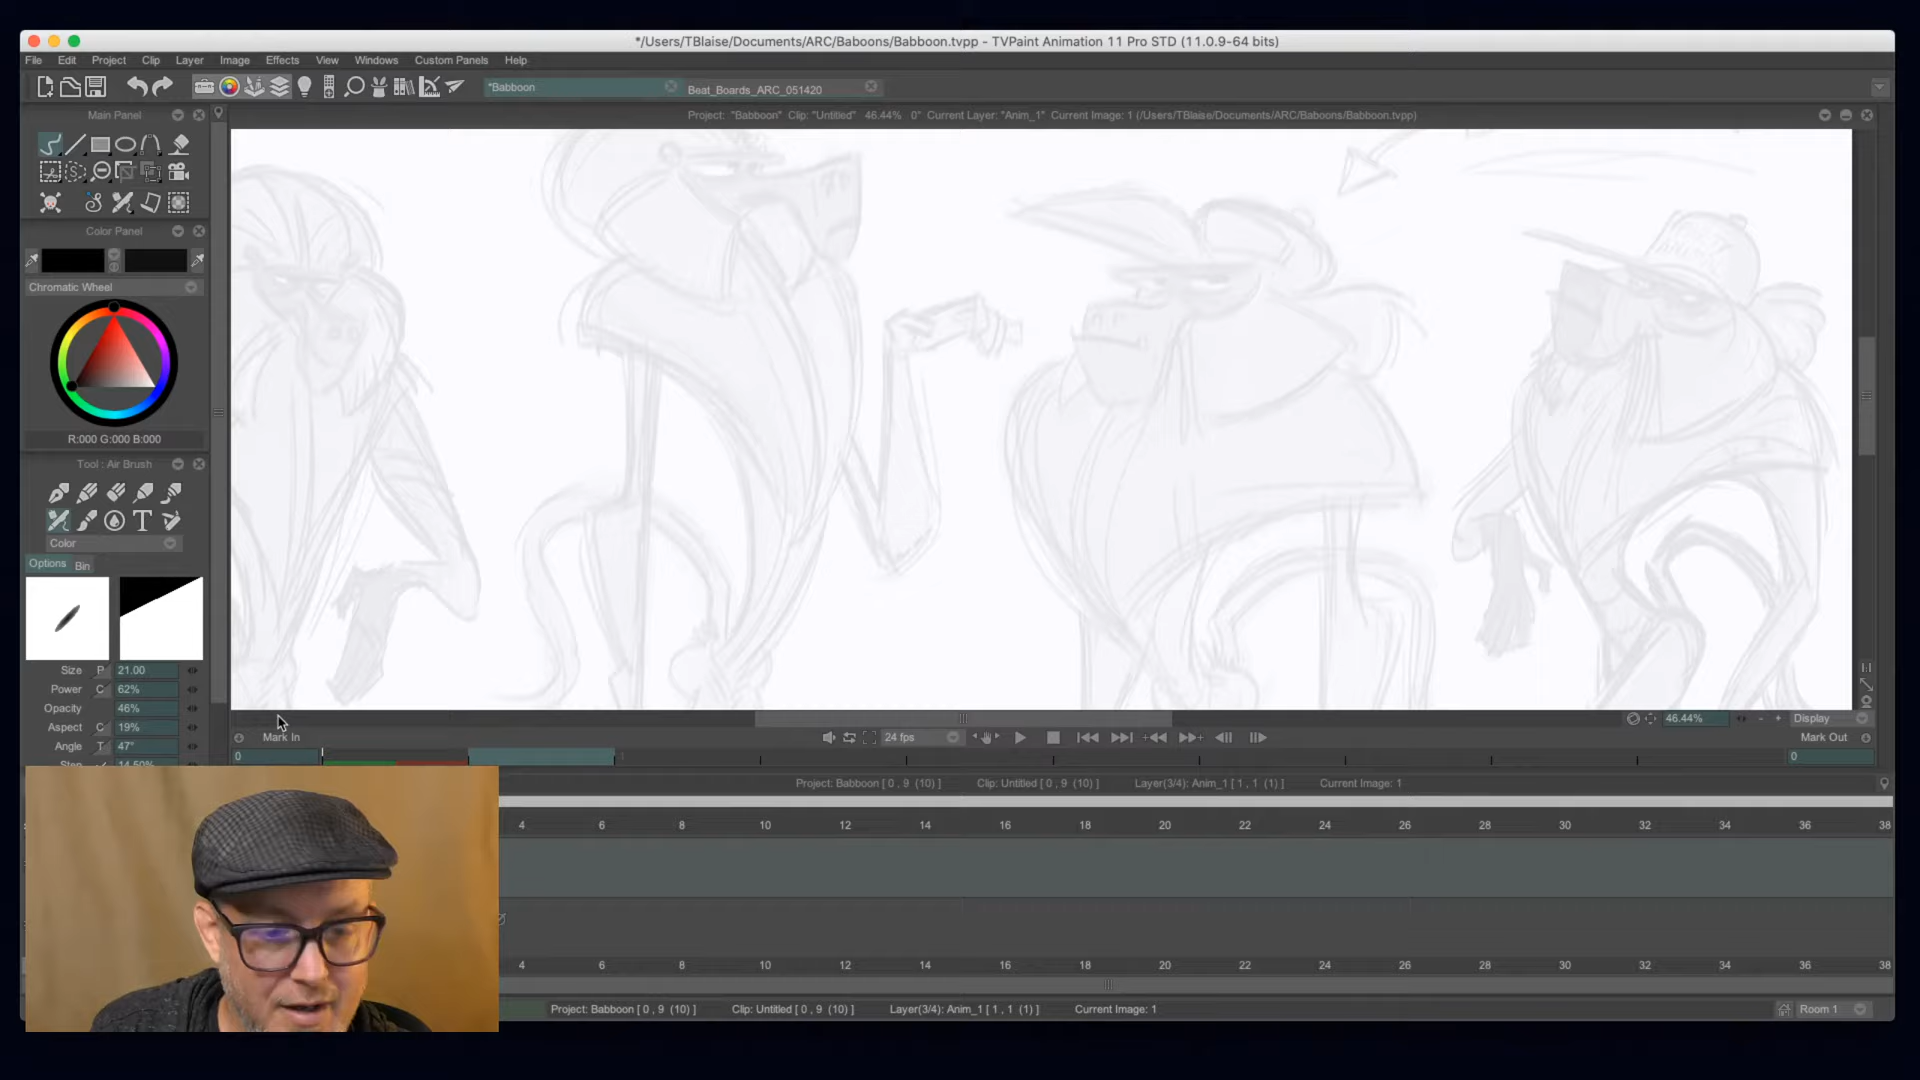 */Users/TBlaise/Documents/ARC/Baboons/Babboon.tvpp - TVPaint Animation 11 Pro STD (11.0.9-64 bits)
File Edit Project Clip Layer Image Effects View Windows Custom Panels Help
*Babboon Beat_Boards_ARC_051420
Main Panel Project: "Babboon" Clip: "Untitled" 46.44% 0° Current Layer: "Anim_1" Current Image: 1 (/Users/TBlaise/Documents/ARC/Baboons/Babboon.tvpp)
Color Panel
Chromatic Wheel
R:000 G:000 B:000
Tool : Air Brush
Color
Options Bin
Size P 21.00
Power C 62%
Opacity 46%
Aspect C 19%
Angle T 47°
Step 14.50%
46.44% Display
Mark In 24 fps Mark Out
0 1 0
Project: Babboon [ 0 , 9 (10) ] Clip: Untitled [ 0 , 9 (10) ] Layer(3/4): Anim_1 [ 1 , 1 (1) ] Current Image: 1
4 6 8 10 12 14 16 18 20 22 24 26 28 30 32 34 36 38
4 6 8 10 12 14 16 18 20 22 24 26 28 30 32 34 36 38
Project: Babboon [ 0 , 9 (10) ] Clip: Untitled [ 0 , 9 (10) ] Layer(3/4): Anim_1 [ 1 , 1 (1) ] Current Image: 1 Room 1